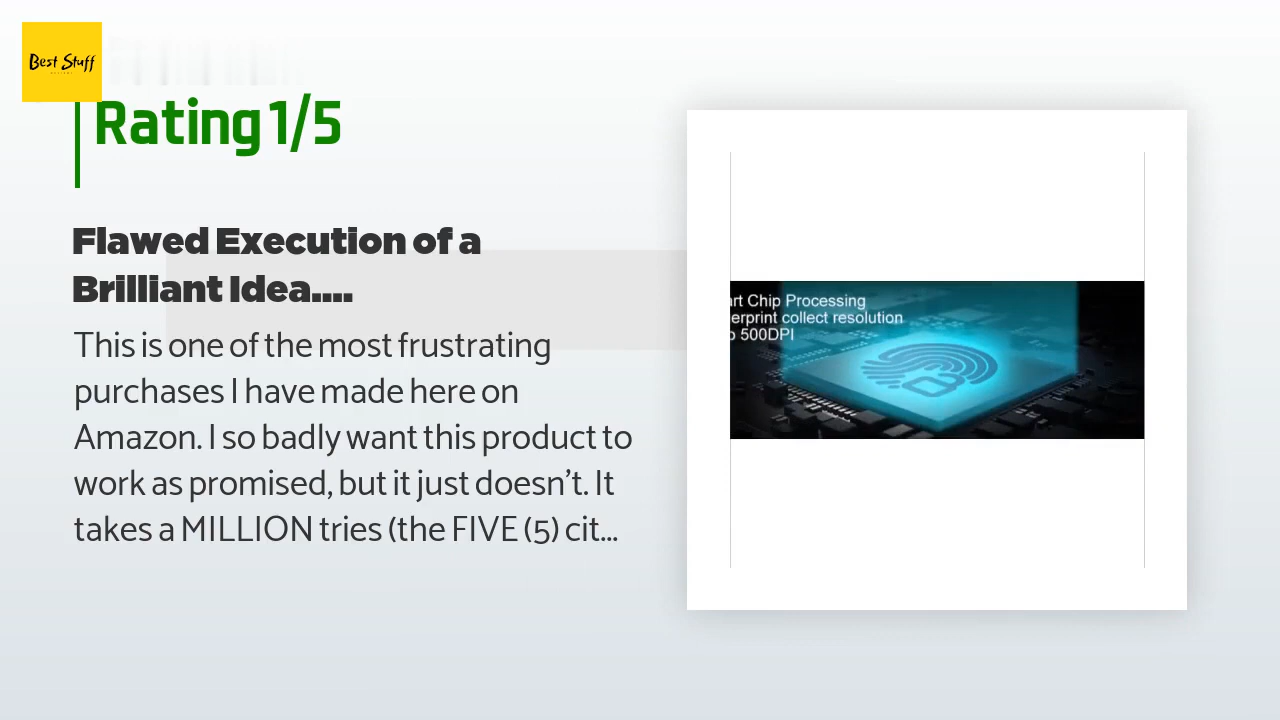 Best Stuff
Rating 1/5
Flawed Execution of a
Brilliant Idea....
This is one of the most frustrating
purchases I have made here on
Amazon. I so badly want this product to
work as promised, but it just doesn’t. It
takes a MILLION tries (the FIVE (5) cit...
rt Chip Processing
erprint collect resolution
500DPI